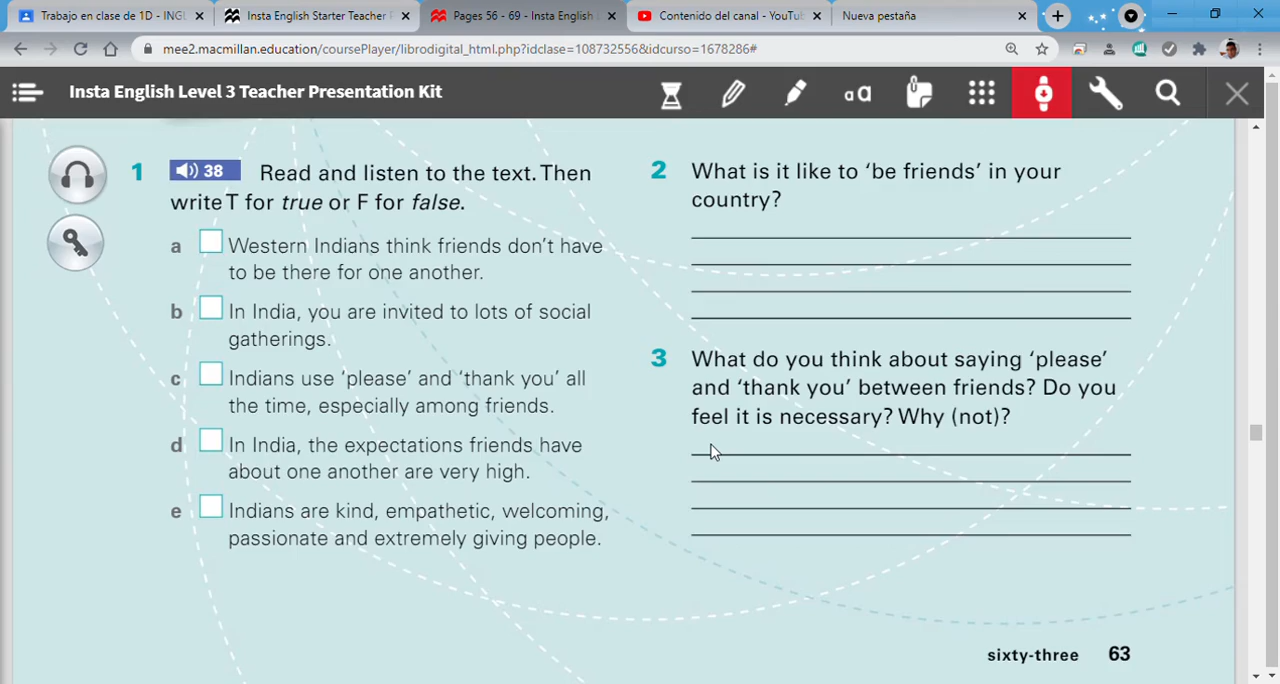 Trabajo en clase de 1D - ING
Insta English Starter Teacher P
Pages 56 - 69 - Insta English
Contenido del canal - YouTu
Nueva pestaña
mee2.macmillan.education/coursePlayer/librodigital_html.php?idclase=108732556&idcurso=1678286#
Insta English Level 3 Teacher Presentation Kit
aa
1 38 Read and listen to the text. Then
write T for true or F for false.
a Western Indians think friends don't have
to be there for one another.
b In India, you are invited to lots of social
gatherings.
c Indians use 'please' and 'thank you' all
the time, especially among friends.
d In India, the expectations friends have
about one another are very high.
e Indians are kind, empathetic, welcoming,
passionate and extremely giving people.
2 What is it like to 'be friends' in your
country?
3 What do you think about saying 'please'
and 'thank you' between friends? Do you
feel it is necessary? Why (not)?
sixty-three 63